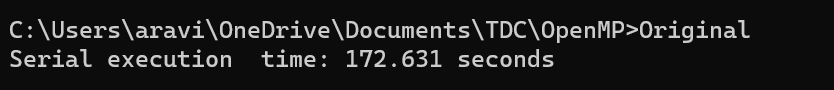 C:\Users\aravi\OneDrive\Documents\TDC\OpenMP>Original
Serial execution  time: 172.631 seconds